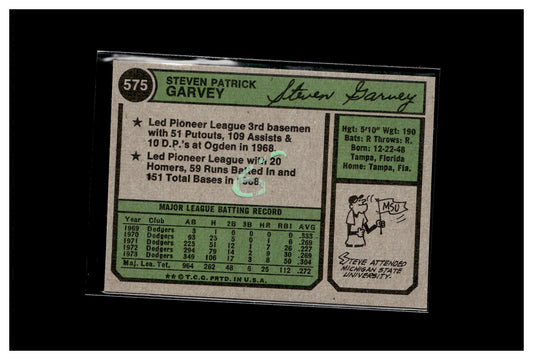 575
STEVEN PATRICK
GARVEY
Steven Garvey
★ Led Pioneer League 3rd basemen
with 51 Putouts, 109 Assists &
10 D.P.'s at Ogden in 1968.
★ Led Pioneer League with 20
Homers, 59 Runs Batted In and
151 Total Bases in 1968.
Hgt: 5'10" Wgt: 190
Bats: R Throws: R.
Born: 12-22-48
Tampa, Florida
Home: Tampa, Fla.
MAJOR LEAGUE BATTING RECORD
Year Club AB H 2B 3B HR RBI AVG
1969 Dodgers 3 1 0 0 0 0 .333
1970 Dodgers 93 25 5 0 1 6 .269
1971 Dodgers 225 51 12 1 7 26 .227
1972 Dodgers 294 79 14 2 9 30 .269
1973 Dodgers 349 106 17 3 8 50 .304
Maj. Lea. Tot. 964 262 48 6 25 112 .272
★★ © T.C.G. PRTD. IN U.S.A.
MSU
STEVE ATTENDED
MICHIGAN STATE
UNIVERSITY.